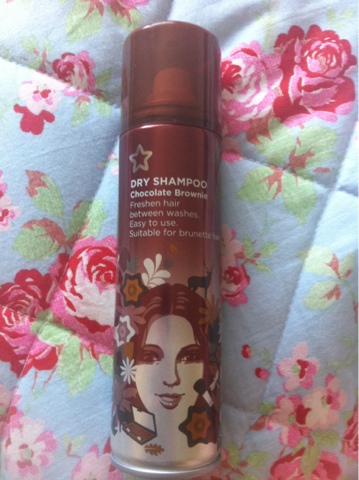 DRY SHAMPOO
Chocolate Brownie
Freshen hair
between washes.
Easy to use.
Suitable for brunette